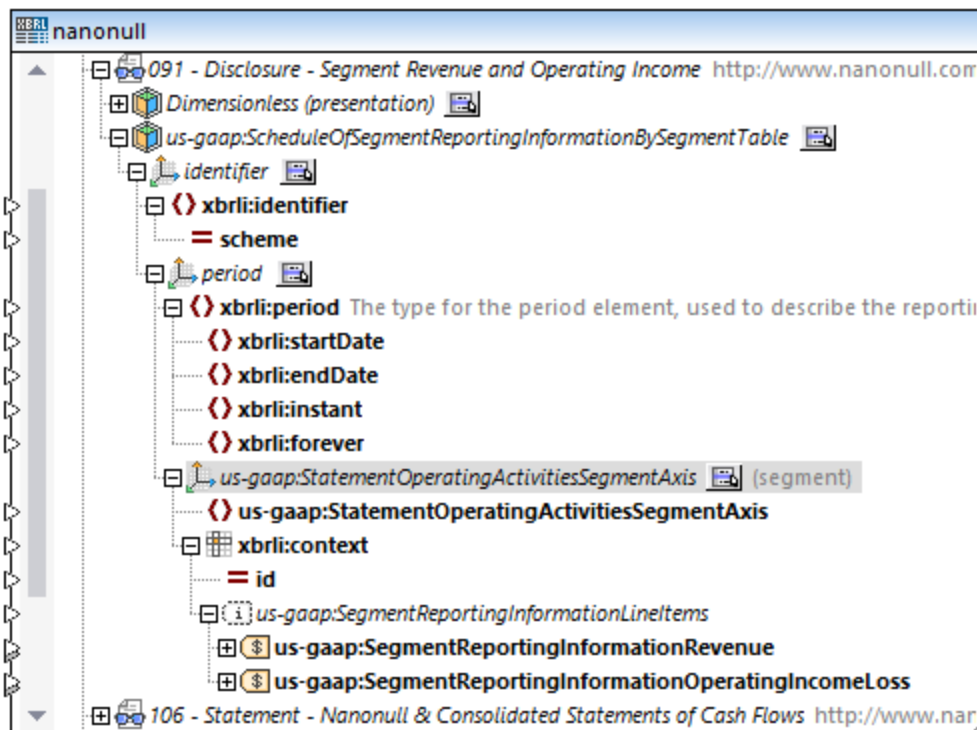 XBRL nanonull
091 - Disclosure - Segment Revenue and Operating Income http://www.nanonull.com
Dimensionless (presentation)
us-gaap:ScheduleOfSegmentReportingInformationBySegmentTable
identifier
xbrli:identifier
= scheme
period
xbrli:period The type for the period element, used to describe the reportin
xbrli:startDate
xbrli:endDate
xbrli:instant
xbrli:forever
us-gaap:StatementOperatingActivitiesSegmentAxis (segment)
us-gaap:StatementOperatingActivitiesSegmentAxis
xbrli:context
= id
{i} us-gaap:SegmentReportingInformationLineItems
$ us-gaap:SegmentReportingInformationRevenue
$ us-gaap:SegmentReportingInformationOperatingIncomeLoss
106 - Statement - Nanonull & Consolidated Statements of Cash Flows http://www.nan